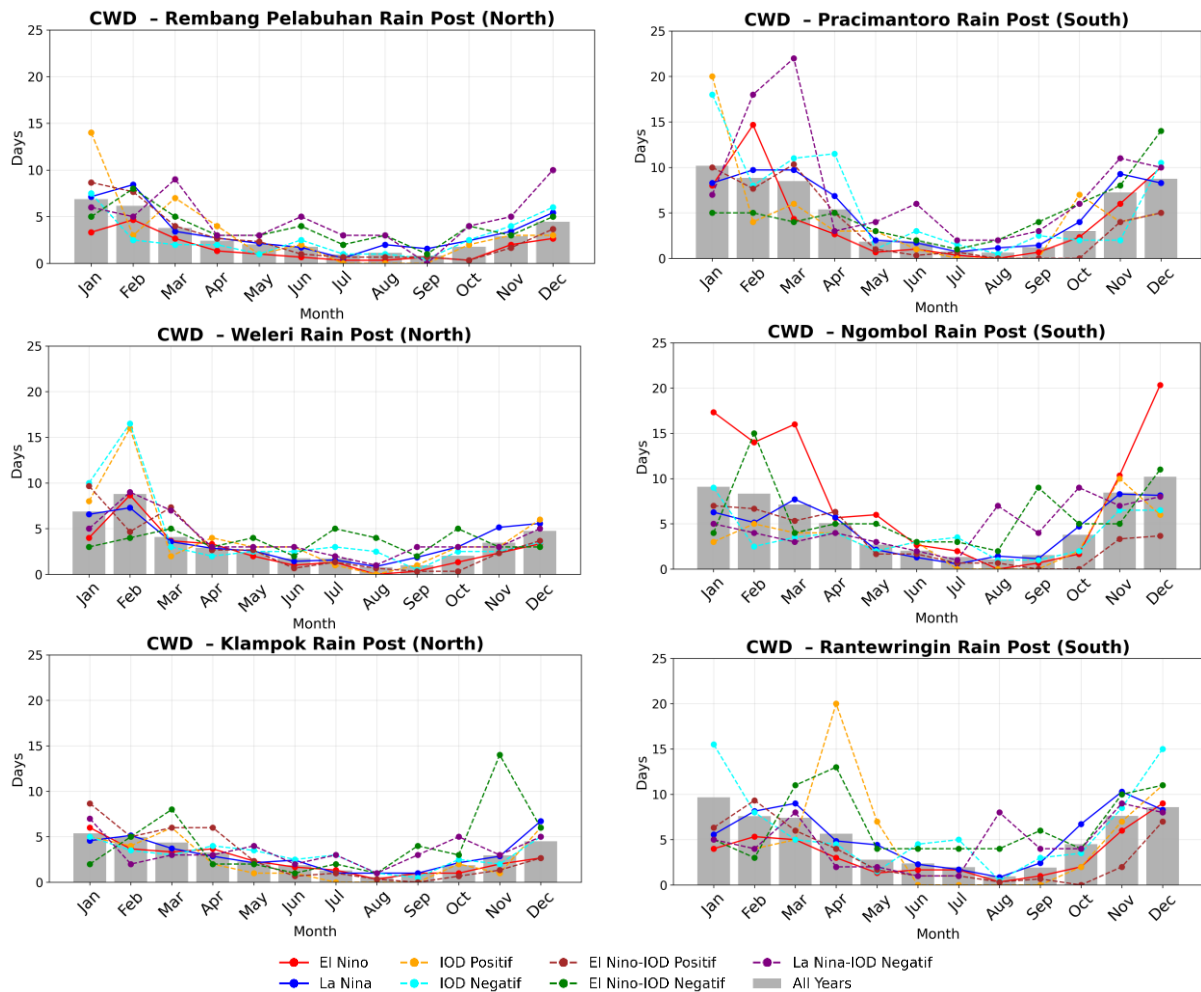 CWD – Rembang Pelabuhan Rain Post (North)
25
20
15
10
5
0
Days
Jan Feb Mar Apr May Jun Jul Aug Sep Oct Nov Dec
Month
CWD – Pracimantoro Rain Post (South)
25
20
15
10
5
0
Days
Jan Feb Mar Apr May Jun Jul Aug Sep Oct Nov Dec
Month
CWD – Weleri Rain Post (North)
25
20
15
10
5
0
Days
Jan Feb Mar Apr May Jun Jul Aug Sep Oct Nov Dec
Month
CWD – Ngombol Rain Post (South)
25
20
15
10
5
0
Days
Jan Feb Mar Apr May Jun Jul Aug Sep Oct Nov Dec
Month
CWD – Klampok Rain Post (North)
25
20
15
10
5
0
Days
Jan Feb Mar Apr May Jun Jul Aug Sep Oct Nov Dec
Month
CWD – Rantewringin Rain Post (South)
25
20
15
10
5
0
Days
Jan Feb Mar Apr May Jun Jul Aug Sep Oct Nov Dec
Month
El Nino IOD Positif El Nino-IOD Positif La Nina-IOD Negatif
La Nina IOD Negatif El Nino-IOD Negatif All Years